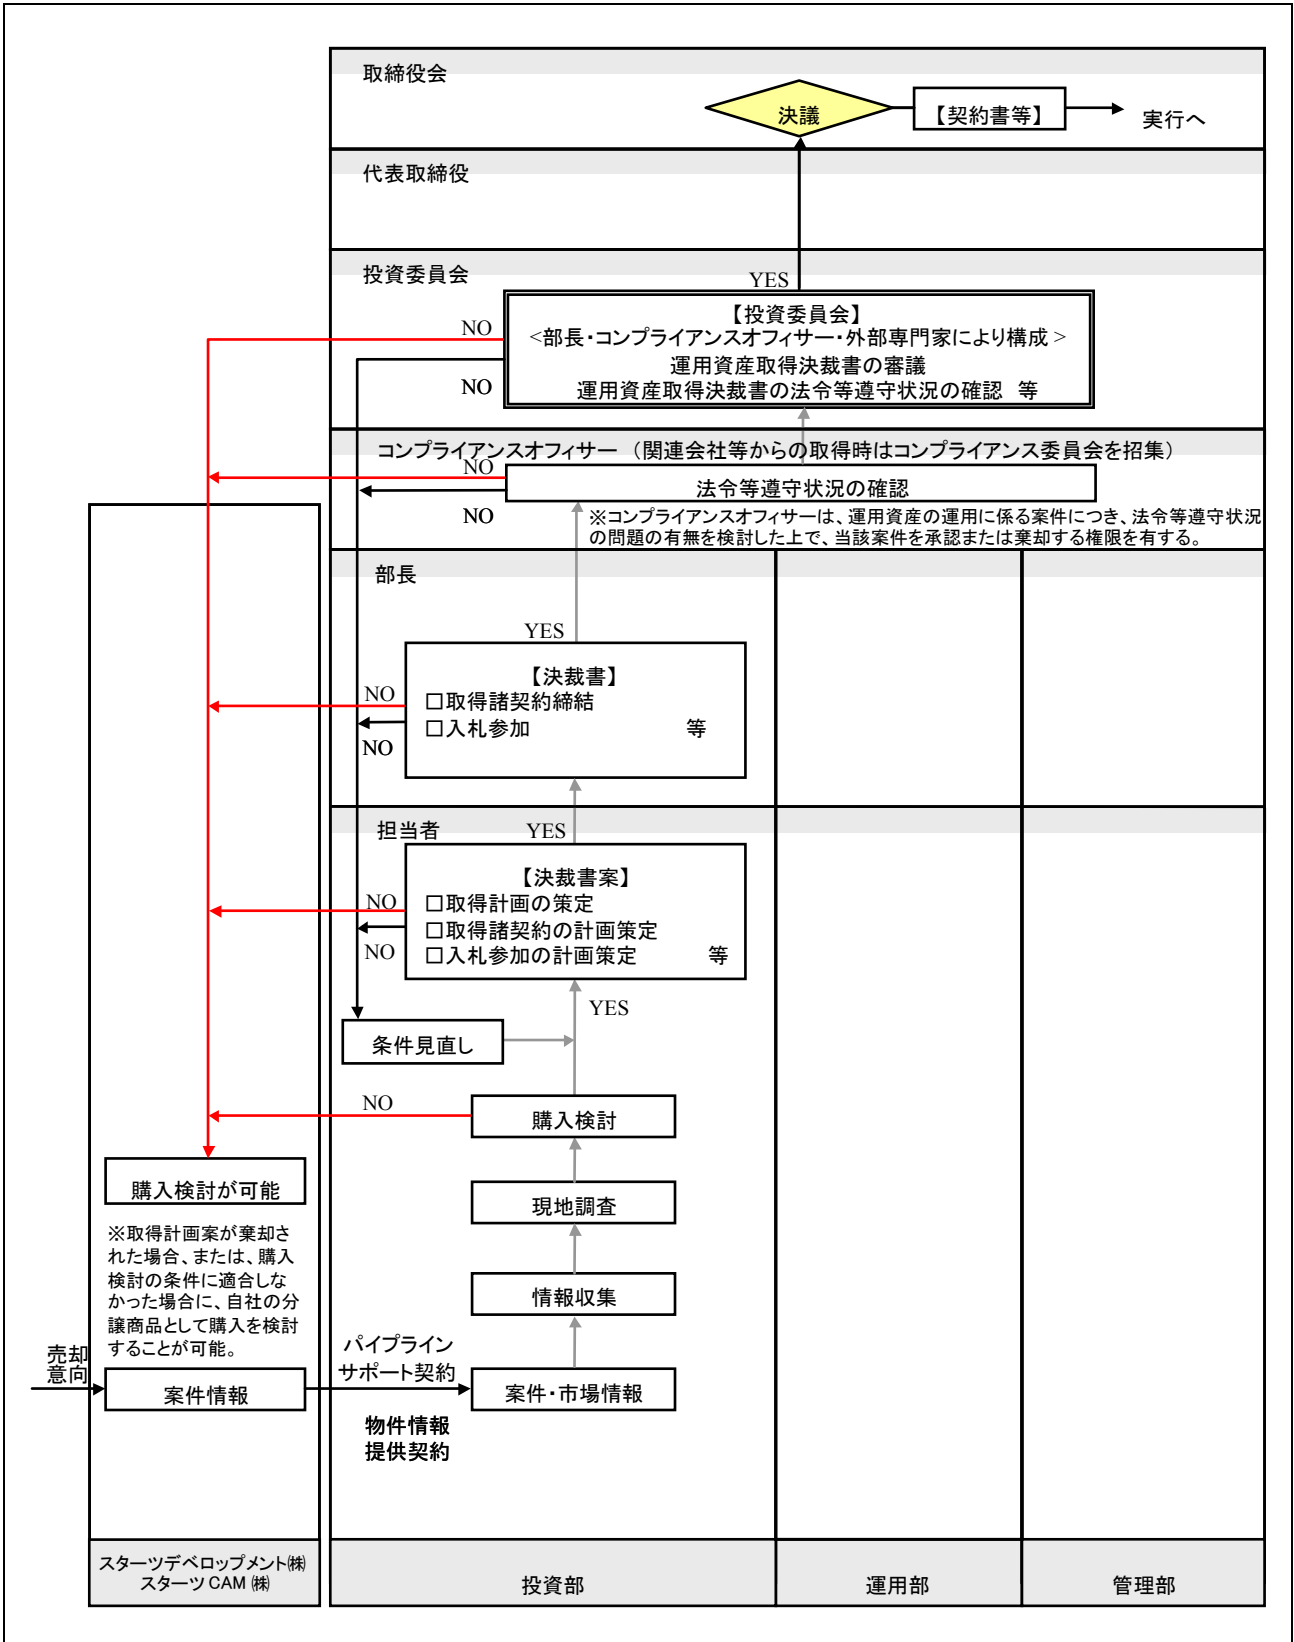 取締役会
決議
【契約書等】
実行へ
代表取締役
投資委員会
YES
【投資委員会】
<部長・コンプライアンスオフィサー・外部専門家により構成 >
運用資産取得決裁書の審議
運用資産取得決裁書の法令等遵守状況の確認 等
NO
NO
コンプライアンスオフィサー （関連会社等からの取得時はコンプライアンス委員会を招集）
NO
法令等遵守状況の確認
NO
※コンプライアンスオフィサーは、運用資産の運用に係る案件につき、法令等遵守状況
の問題の有無を検討した上で、当該案件を承認または棄却する権限を有する。
部長
YES
【決裁書】
□取得諸契約締結
□入札参加 等
NO
NO
担当者
YES
【決裁書案】
□取得計画の策定
□取得諸契約の計画策定
□入札参加の計画策定 等
NO
NO
YES
条件見直し
NO
購入検討
購入検討が可能
現地調査
※取得計画案が棄却さ
れた場合、または、購入
検討の条件に適合しな
かった場合に、自社の分
譲商品として購入を検討
することが可能。
情報収集
売却
意向
案件情報
パイプライン
サポート契約
案件・市場情報
物件情報
提供契約
スターツデベロップメント㈱
スターツ CAM ㈱
投資部
運用部
管理部